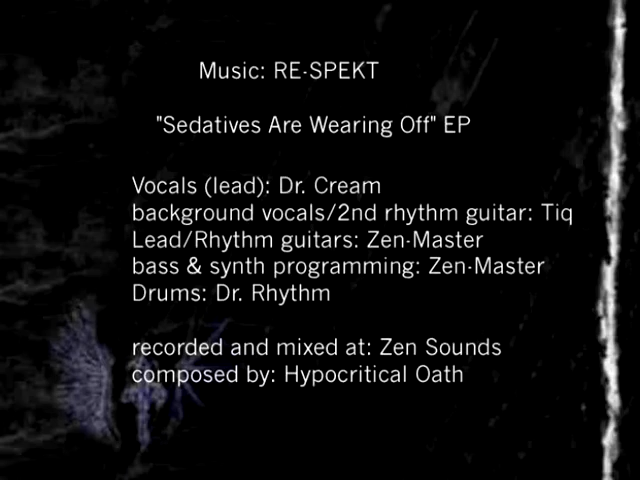 Music: RE-SPEKT
"Sedatives Are Wearing Off" EP
Vocals (lead): Dr. Cream
background vocals/2nd rhythm guitar: Tiq
Lead/Rhythm guitars: Zen-Master
bass & synth programming: Zen-Master
Drums: Dr. Rhythm
recorded and mixed at: Zen Sounds
composed by: Hypocritical Oath